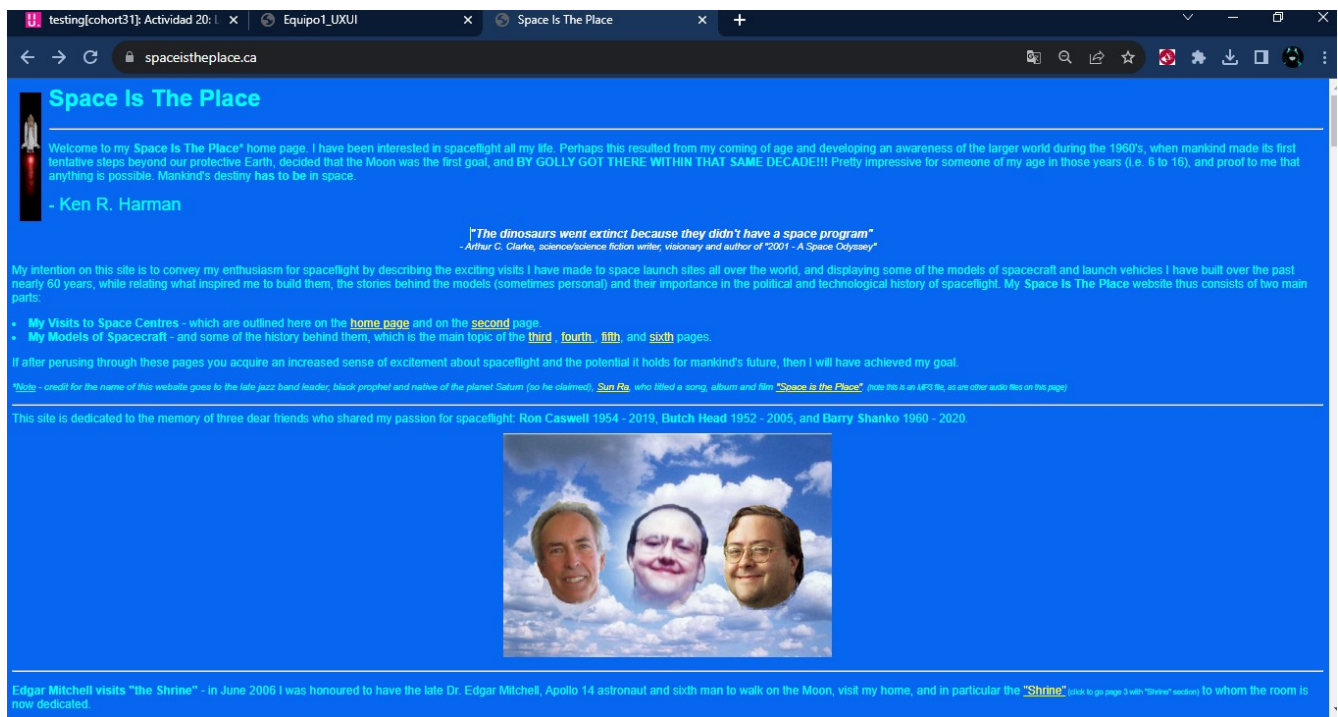 testing[cohort31]: Actividad 20: L
Equipo1_UXUI
Space Is The Place
spaceistheplace.ca
Space Is The Place
Welcome to my Space Is The Place* home page. I have been interested in spaceflight all my life. Perhaps this resulted from my coming of age and developing an awareness of the larger world during the 1960's, when mankind made its first
tentative steps beyond our protective Earth, decided that the Moon was the first goal, and BY GOLLY GOT THERE WITHIN THAT SAME DECADE!!! Pretty impressive for someone of my age in those years (i.e. 6 to 16), and proof to me that
anything is possible. Mankind's destiny has to be in space.
- Ken R. Harman
"The dinosaurs went extinct because they didn't have a space program"
- Arthur C. Clarke, science/science fiction writer, visionary and author of "2001 - A Space Odyssey"
My intention on this site is to convey my enthusiasm for spaceflight by describing the exciting visits I have made to space launch sites all over the world, and displaying some of the models of spacecraft and launch vehicles I have built over the past
nearly 60 years, while relating what inspired me to build them, the stories behind the models (sometimes personal) and their importance in the political and technological history of spaceflight. My Space Is The Place website thus consists of two main
parts:
• My Visits to Space Centres - which are outlined here on the home page and on the second page.
• My Models of Spacecraft - and some of the history behind them, which is the main topic of the third , fourth , fifth, and sixth pages.
If after perusing through these pages you acquire an increased sense of excitement about spaceflight and the potential it holds for mankind's future, then I will have achieved my goal.
*Note - credit for the name of this website goes to the late jazz band leader, black prophet and native of the planet Saturn (so he claimed), Sun Ra, who titled a song, album and film "Space is the Place" (note this is an MP3 file, as are other audio files on this page)
This site is dedicated to the memory of three dear friends who shared my passion for spaceflight: Ron Caswell 1954 - 2019, Butch Head 1952 - 2005, and Barry Shanko 1960 - 2020.
Edgar Mitchell visits "the Shrine" - in June 2006 I was honoured to have the late Dr. Edgar Mitchell, Apollo 14 astronaut and sixth man to walk on the Moon, visit my home, and in particular the "Shrine" (click to go page 3 with "Shrine" section) to whom the room is
now dedicated.